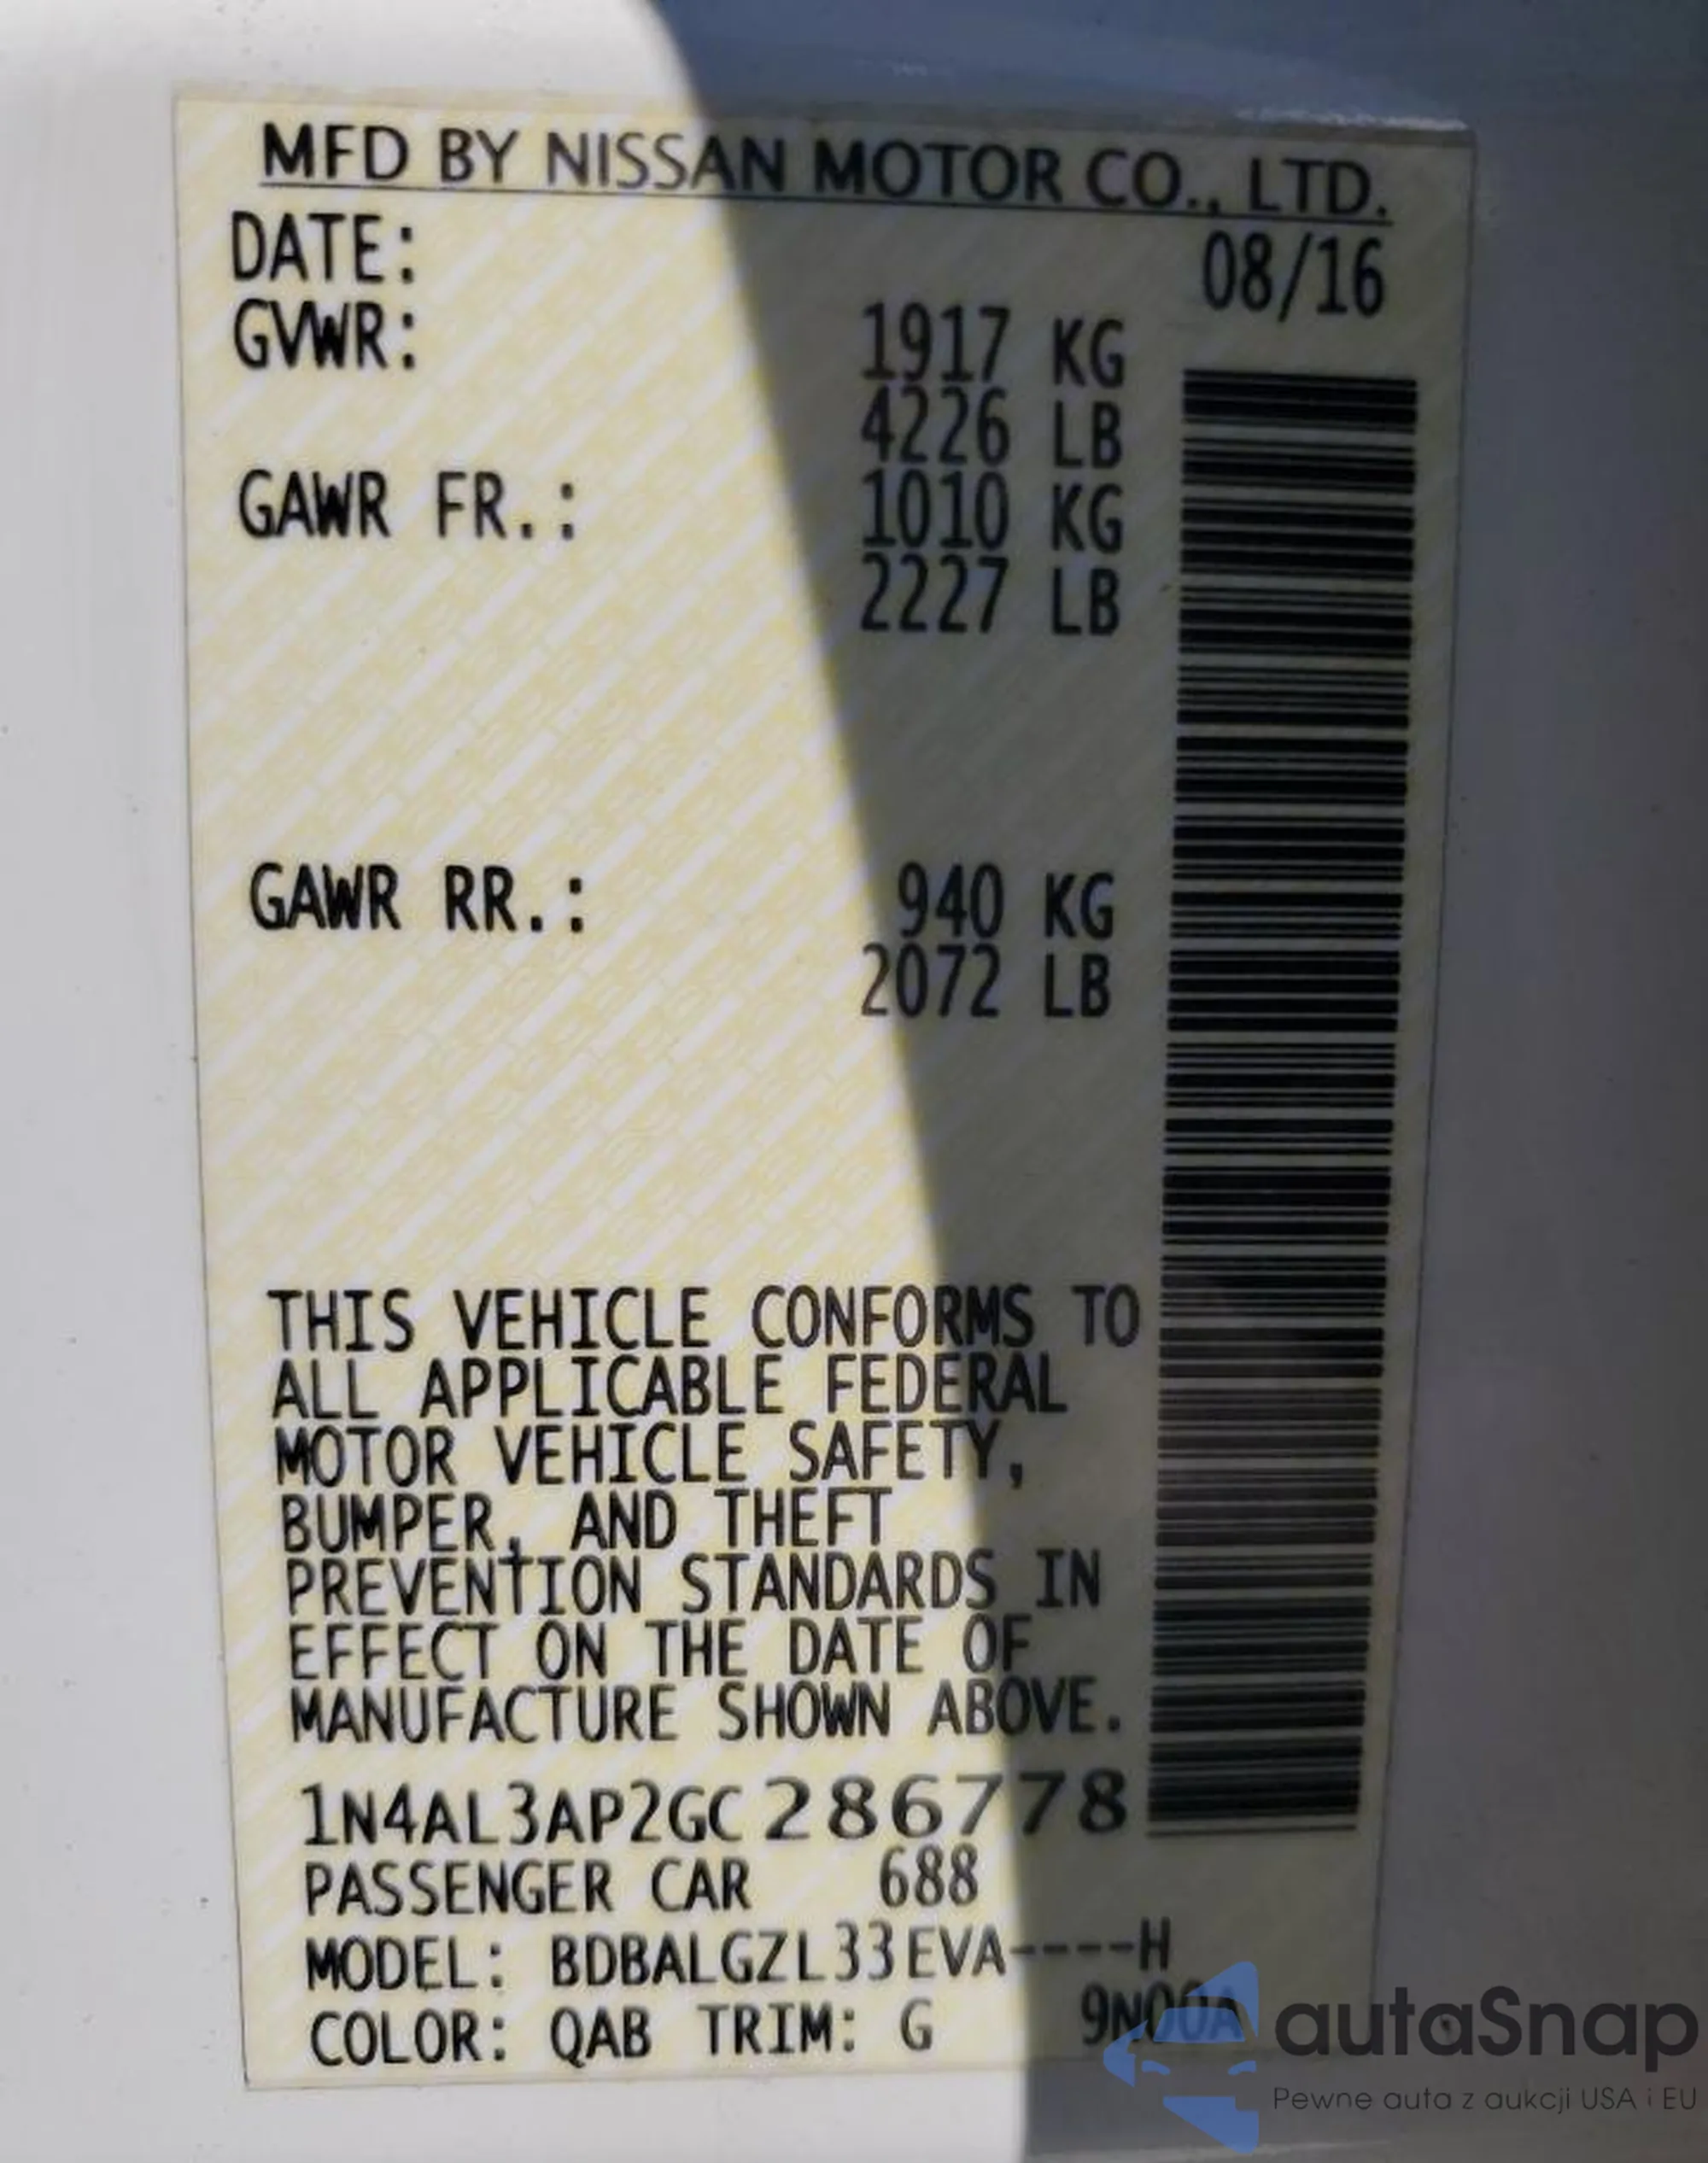 MFD BY NISSAN MOTOR CO., LTD.
DATE: 08/16
GVWR: 1917 KG
4226 LB
GAWR FR.: 1010 KG
2227 LB
GAWR RR.: 940 KG
2072 LB
THIS VEHICLE CONFORMS TO
ALL APPLICABLE FEDERAL
MOTOR VEHICLE SAFETY,
BUMPER, AND THEFT
PREVENTION STANDARDS IN
EFFECT ON THE DATE OF
MANUFACTURE SHOWN ABOVE.
1N4AL3AP2GC286778
PASSENGER CAR 688
MODEL: BDBALGZL33EVA----H
COLOR: QAB TRIM: G 9N00A
autaSnap
Pewne auta z aukcji USA i EU